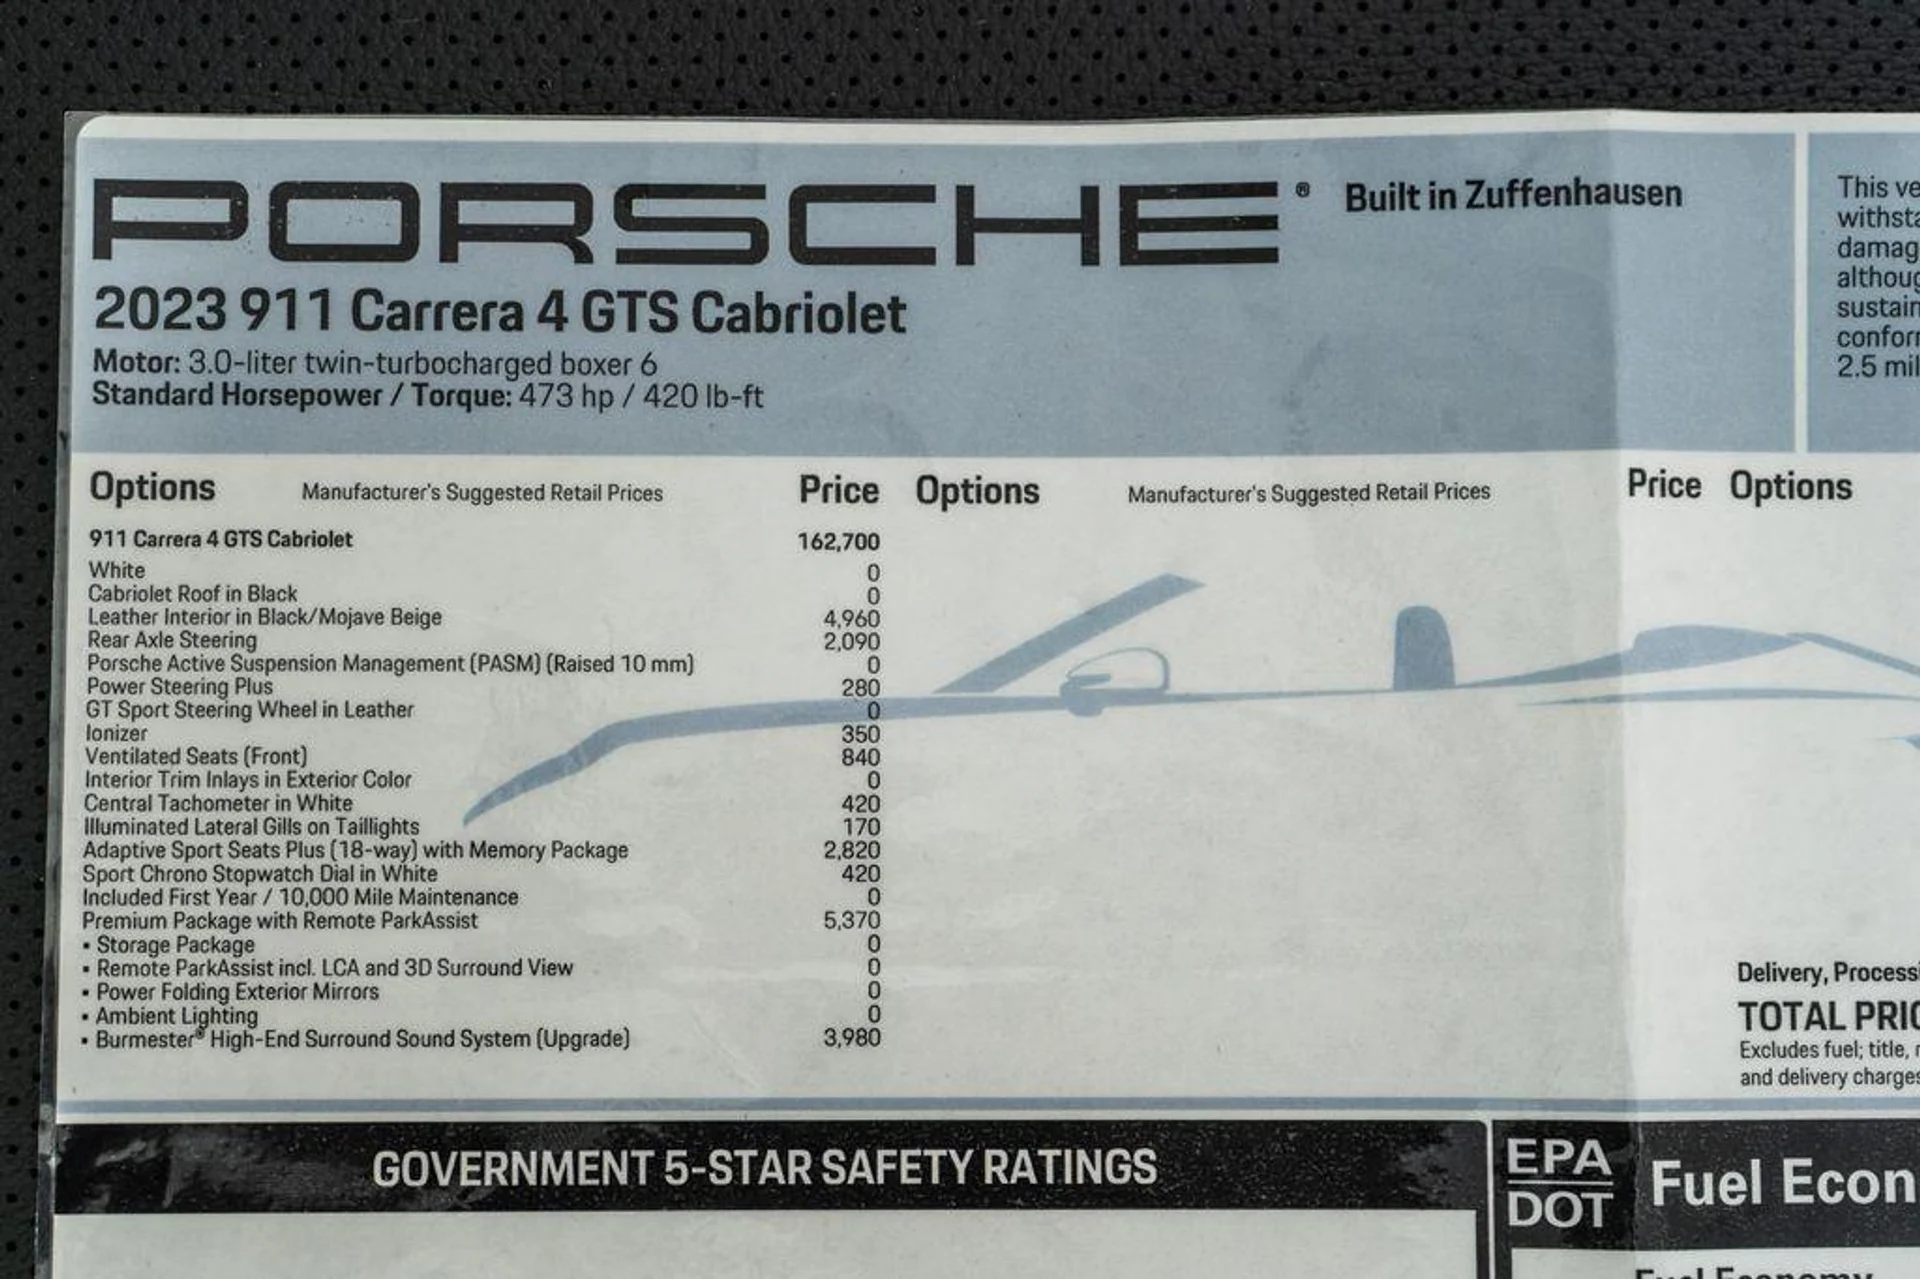 PORSCHE® Built in Zuffenhausen
2023 911 Carrera 4 GTS Cabriolet
Motor: 3.0-liter twin-turbocharged boxer 6
Standard Horsepower / Torque: 473 hp / 420 lb-ft
This ve
withsta
damag
althoug
sustain
conform
2.5 mil
Options Manufacturer's Suggested Retail Prices Price Options Manufacturer's Suggested Retail Prices Price Options
911 Carrera 4 GTS Cabriolet 162,700
White 0
Cabriolet Roof in Black 0
Leather Interior in Black/Mojave Beige 4,960
Rear Axle Steering 2,090
Porsche Active Suspension Management (PASM) (Raised 10 mm) 0
Power Steering Plus 280
GT Sport Steering Wheel in Leather 0
Ionizer 350
Ventilated Seats (Front) 840
Interior Trim Inlays in Exterior Color 0
Central Tachometer in White 420
Illuminated Lateral Gills on Taillights 170
Adaptive Sport Seats Plus (18-way) with Memory Package 2,820
Sport Chrono Stopwatch Dial in White 420
Included First Year / 10,000 Mile Maintenance 0
Premium Package with Remote ParkAssist 5,370
▪ Storage Package 0
▪ Remote ParkAssist incl. LCA and 3D Surround View 0
▪ Power Folding Exterior Mirrors 0
▪ Ambient Lighting 0
▪ Burmester® High-End Surround Sound System (Upgrade) 3,980
Delivery, Processi
TOTAL PRIC
Excludes fuel; title, r
and delivery charges
GOVERNMENT 5-STAR SAFETY RATINGS
EPA
DOT
Fuel Econ
Fuel Economy